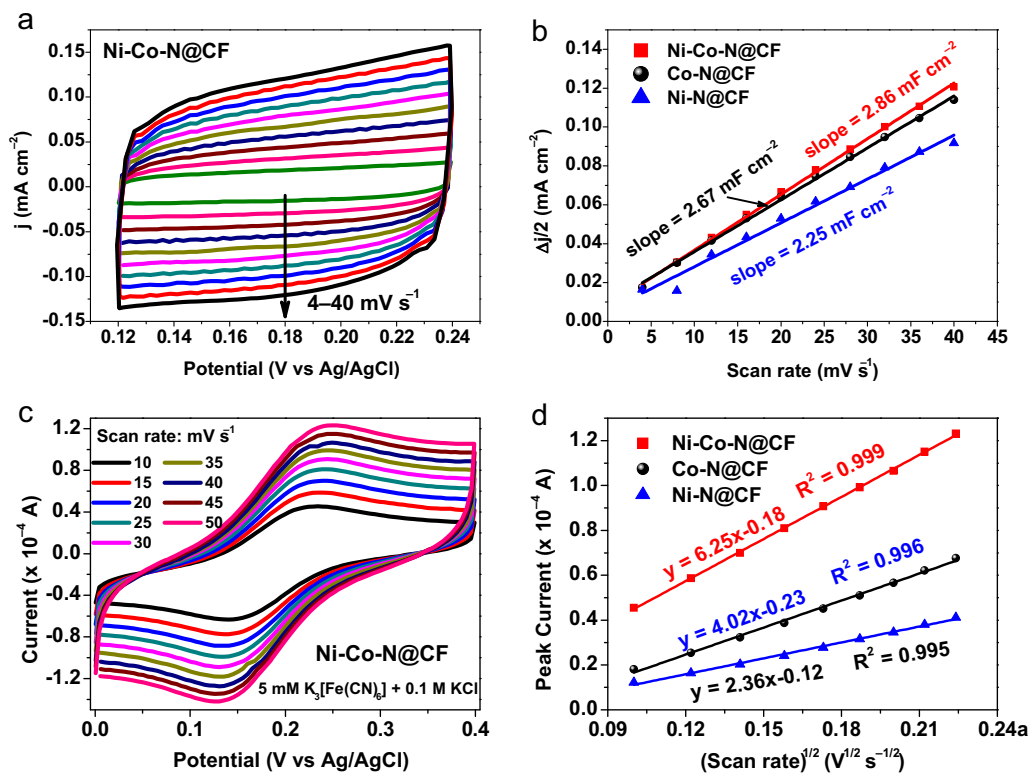 a
Ni-Co-N@CF
0.15
0.10
0.05
0.00
-0.05
-0.10
-0.15
j (mA cm⁻²)
4–40 mV s⁻¹
0.12 0.14 0.16 0.18 0.20 0.22 0.24
Potential (V vs Ag/AgCl)
b
Ni-Co-N@CF
Co-N@CF
Ni-N@CF
0.14
0.12
0.10
0.08
0.06
0.04
0.02
0.00
Δj/2 (mA cm⁻²)
slope = 2.86 mF cm⁻²
slope = 2.67 mF cm⁻²
slope = 2.25 mF cm⁻²
0 5 10 15 20 25 30 35 40 45
Scan rate (mV s⁻¹)
c
Scan rate: mV s⁻¹
10 35
15 40
20 45
25 50
30
1.2
0.8
0.4
0.0
-0.4
-0.8
-1.2
Current (x 10⁻⁴ A)
Ni-Co-N@CF
5 mM K₃[Fe(CN)₆] + 0.1 M KCl
0.0 0.1 0.2 0.3 0.4
Potential (V vs Ag/AgCl)
d
Ni-Co-N@CF
Co-N@CF
Ni-N@CF
1.2
1.0
0.8
0.6
0.4
0.2
0.0
Peak Current (x 10⁻⁴ A)
y = 6.25x-0.18 R² = 0.999
y = 4.02x-0.23 R² = 0.996
y = 2.36x-0.12 R² = 0.995
0.09 0.12 0.15 0.18 0.21 0.24a
(Scan rate)¹/² (V¹/² s⁻¹/²)